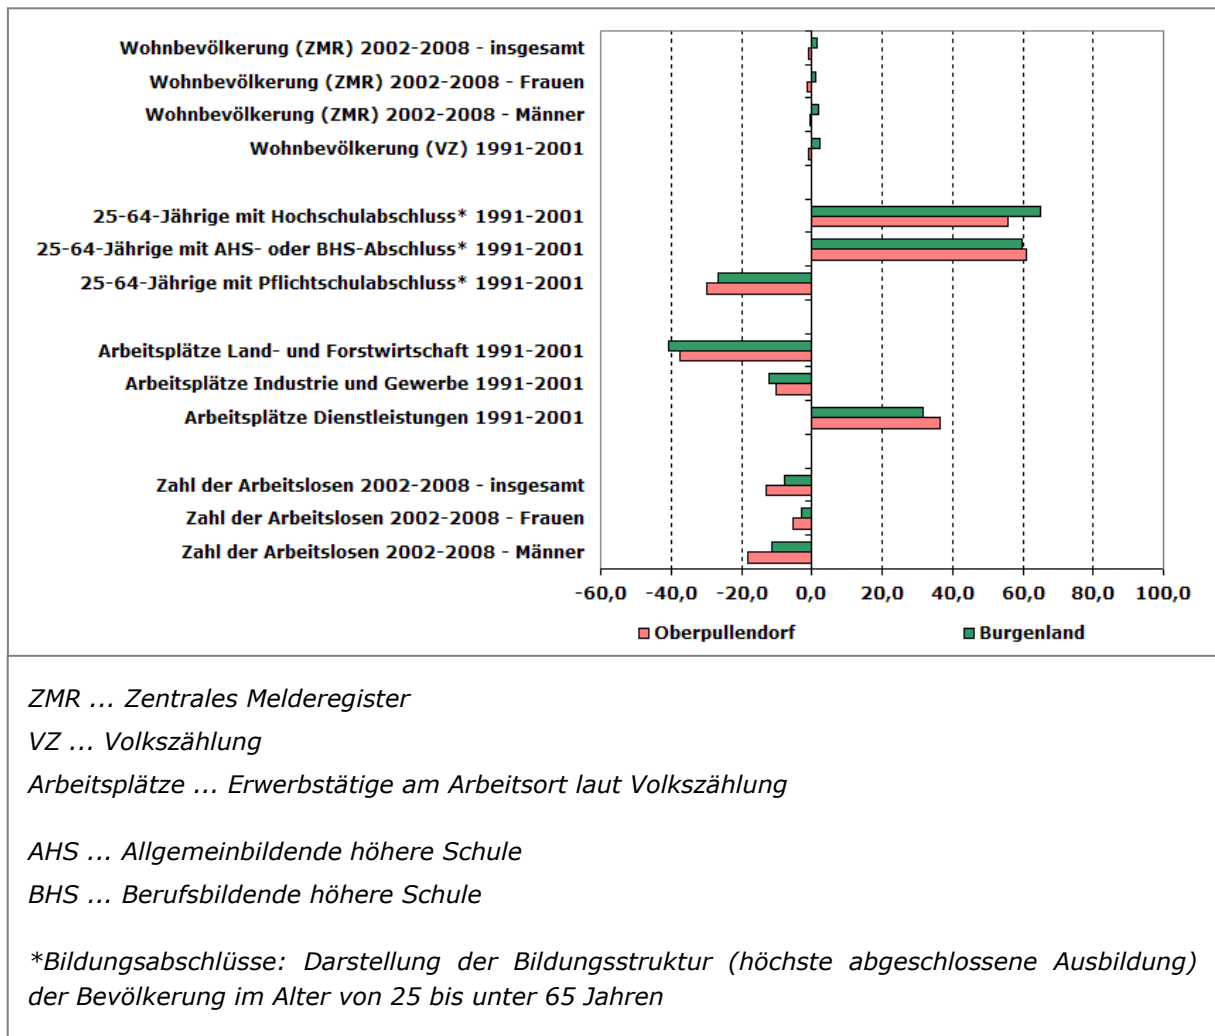 Wohnbevölkerung (ZMR) 2002-2008 - insgesamt
Wohnbevölkerung (ZMR) 2002-2008 - Frauen
Wohnbevölkerung (ZMR) 2002-2008 - Männer
Wohnbevölkerung (VZ) 1991-2001
25-64-Jährige mit Hochschulabschluss* 1991-2001
25-64-Jährige mit AHS- oder BHS-Abschluss* 1991-2001
25-64-Jährige mit Pflichtschulabschluss* 1991-2001
Arbeitsplätze Land- und Forstwirtschaft 1991-2001
Arbeitsplätze Industrie und Gewerbe 1991-2001
Arbeitsplätze Dienstleistungen 1991-2001
Zahl der Arbeitslosen 2002-2008 - insgesamt
Zahl der Arbeitslosen 2002-2008 - Frauen
Zahl der Arbeitslosen 2002-2008 - Männer
-60,0 -40,0 -20,0 0,0 20,0 40,0 60,0 80,0 100,0
Oberpullendorf Burgenland
ZMR ... Zentrales Melderegister
VZ ... Volkszählung
Arbeitsplätze ... Erwerbstätige am Arbeitsort laut Volkszählung
AHS ... Allgemeinbildende höhere Schule
BHS ... Berufsbildende höhere Schule
*Bildungsabschlüsse: Darstellung der Bildungsstruktur (höchste abgeschlossene Ausbildung)
der Bevölkerung im Alter von 25 bis unter 65 Jahren